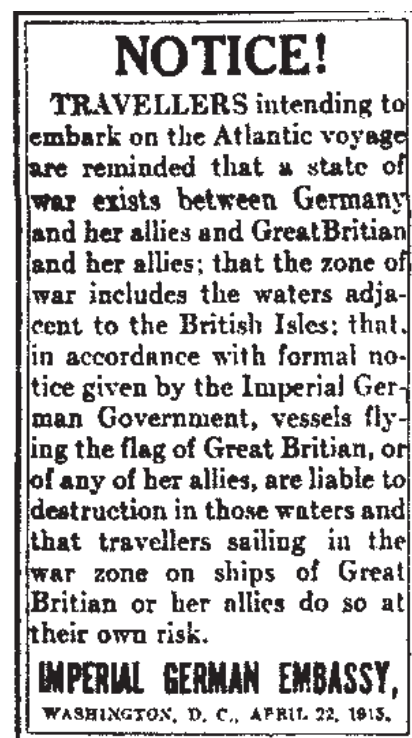 NOTICE!
TRAVELLERS intending to
embark on the Atlantic voyage
are reminded that a state of
war exists between Germany
and her allies and GreatBritian
and her allies; that the zone of
war includes the waters adja-
cent to the British Isles; that,
in accordance with formal no-
tice given by the Imperial Ger-
man Government, vessels fly-
ing the flag of Great Britian, or
of any of her allies, are liable to
destruction in those waters and
that travellers sailing in the
war zone on ships of Great
Britian or her allies do so at
their own risk.
IMPERIAL GERMAN EMBASSY,
WASHINGTON, D. C., APRIL 22, 1915.